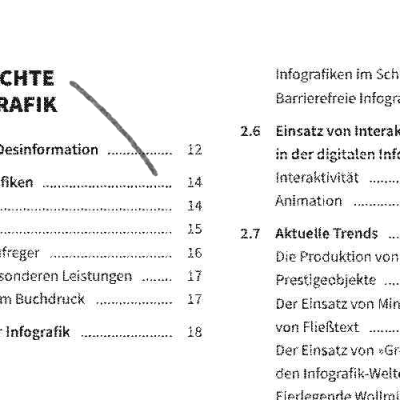 CHTE
RAFIK
Desinformation 12
fiken 14
14
15
freger 16
sonderen Leistungen 17
m Buchdruck 17
Infografik 18
Infografiken im Sch
Barrierefreie Infogra
2.6 Einsatz von Interak
in der digitalen Inf
Interaktivität
Animation
2.7 Aktuelle Trends
Die Produktion von
Prestigeobjekte
Der Einsatz von Min
von Fließtext
Der Einsatz von »Gr
den Infografik-Welt
Eierlegende Wollmi